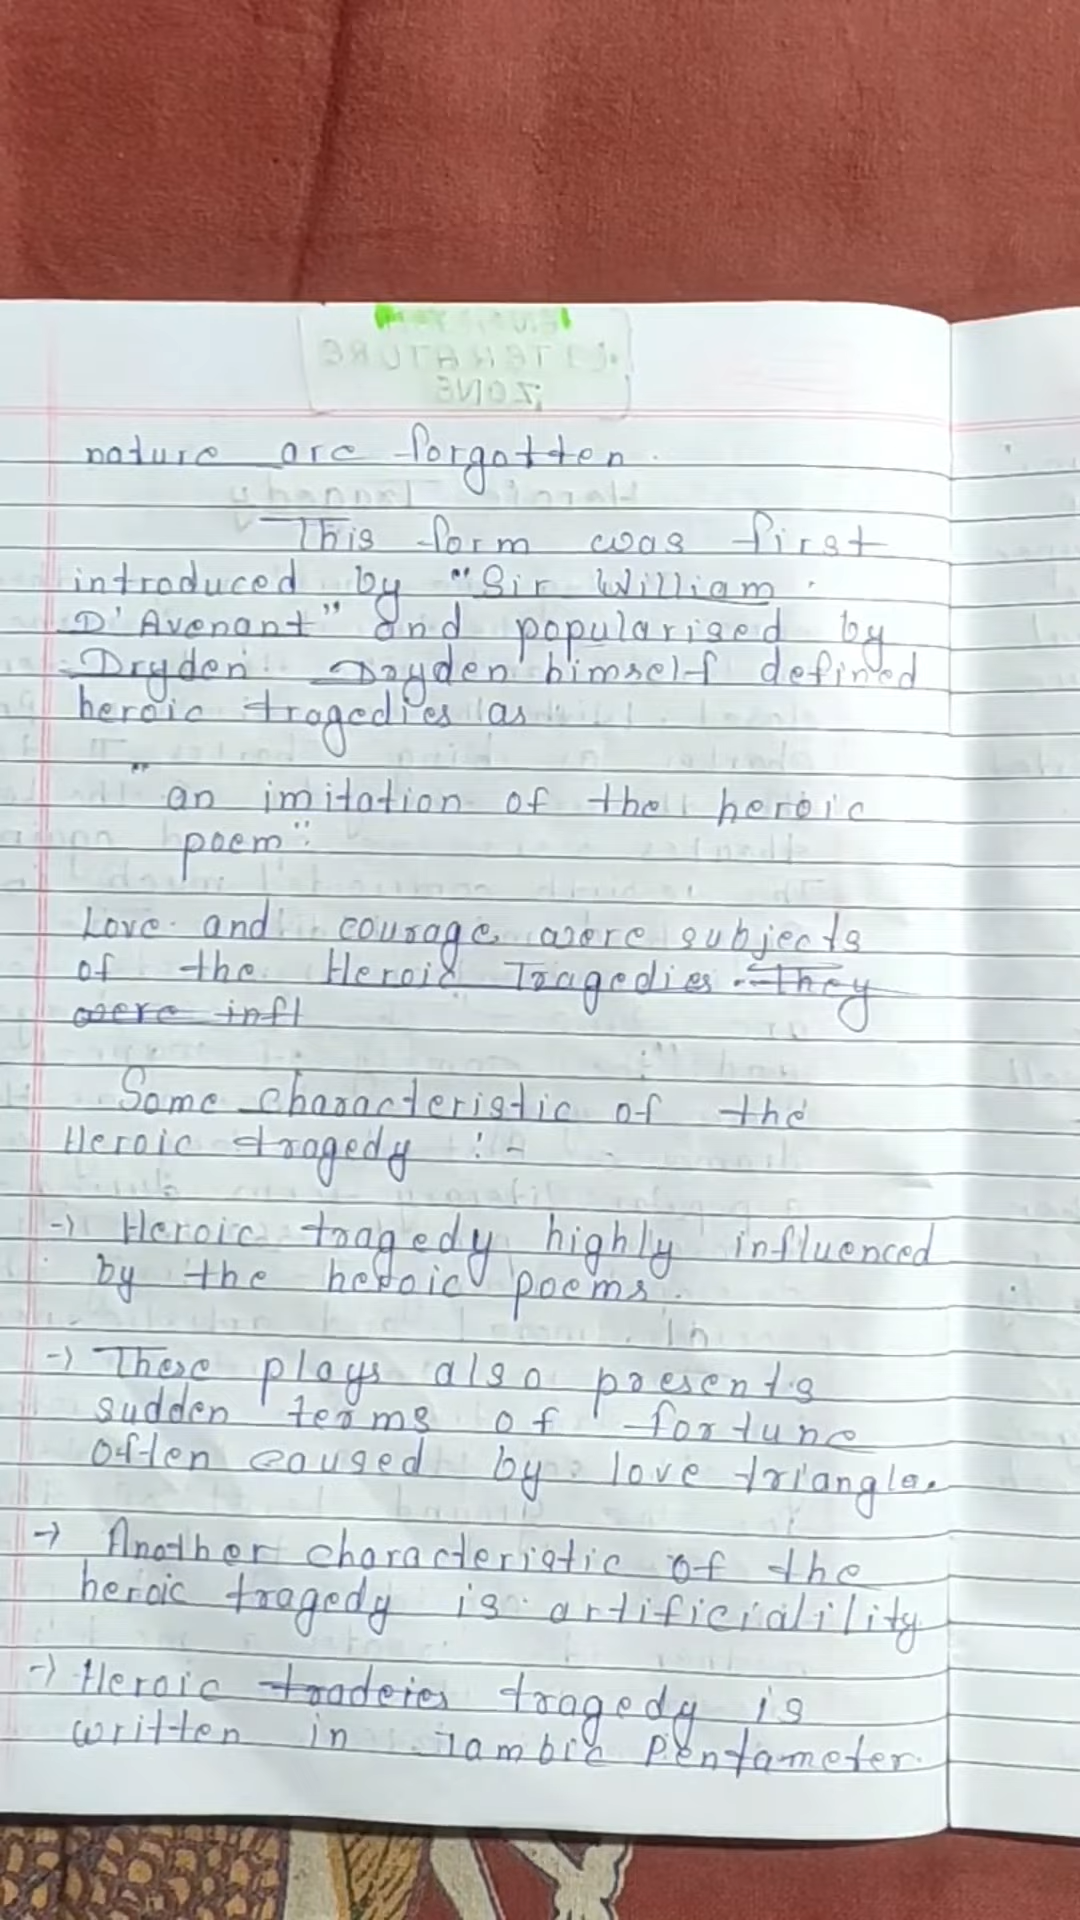 nature are forgotten.
This form was first
introduced by "Sir William
D'Avenant" and popularised by
Dryden. Dryden himself defined
heroic tragedies as
"an imitation of the heroic
poem".
Love and courage were subjects
of the Heroic Tragedies. They
were infl
Some characteristic of the
Heroic tragedy :-
→ Heroic tragedy highly influenced
by the heroic poems.
→ These plays also presents
sudden terms of fortune
often caused by love triangle.
→ Another characteristic of the
heroic tragedy is artificialility
→ Heroic tradeies tragedy is
written in iambic Pentameter.